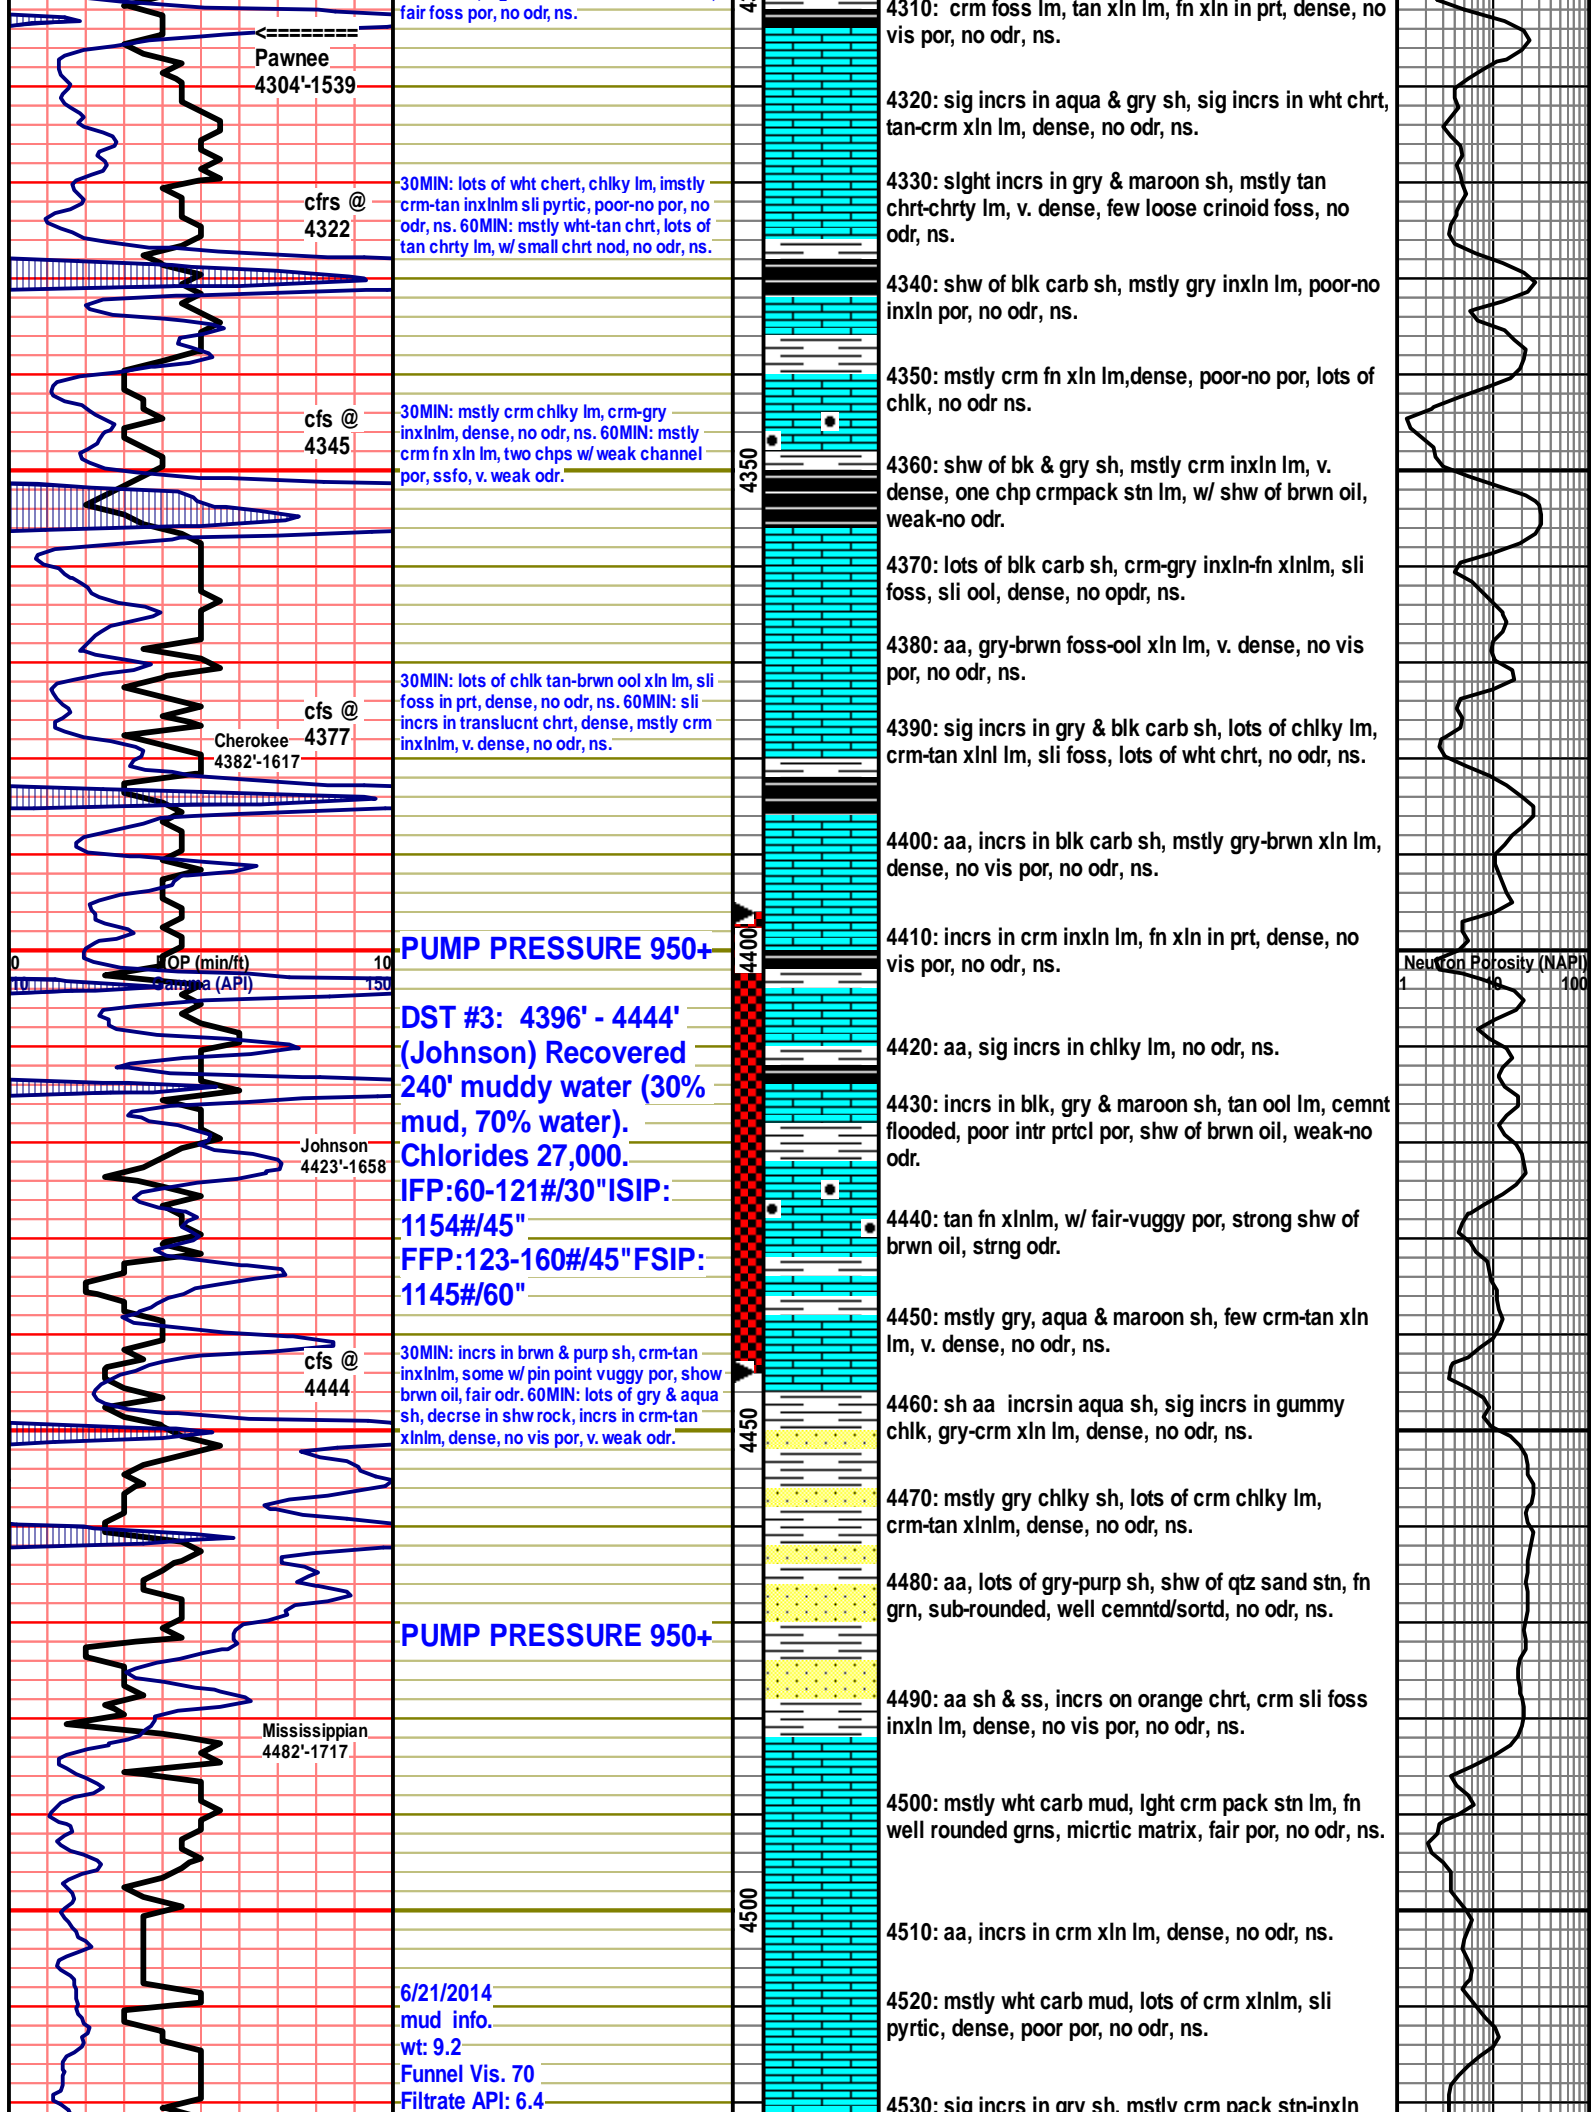 fair foss por, no odr, ns.
<========
Pawnee
4304'-1539
cfrs @
4322
30MIN: lots of wht chert, chlky lm, imstly
crm-tan inxlnlm sli pyrtic, poor-no por, no
odr, ns. 60MIN: mstly wht-tan chrt, lots of
tan chrty lm, w/ small chrt nod, no odr, ns.
cfs @
4345
30MIN: mstly crm chlky lm, crm-gry
inxlnlm, dense, no odr, ns. 60MIN: mstly
crm fn xln lm, two chps w/ weak channel
por, ssfo, v. weak odr.
cfs @
4377
Cherokee
4382'-1617
30MIN: lots of chlk tan-brwn ool xln lm, sli
foss in prt, dense, no odr, ns. 60MIN: sli
incrs in translucnt chrt, dense, mstly crm
inxlnlm, v. dense, no odr, ns.
PUMP PRESSURE 950+
0 ROP (min/ft) 10
10 Gamma (API) 150
DST #3: 4396' - 4444'
(Johnson) Recovered
240' muddy water (30%
mud, 70% water).
Chlorides 27,000.
IFP:60-121#/30"ISIP:
1154#/45"
FFP:123-160#/45"FSIP:
1145#/60"
Johnson
4423'-1658
cfs @
4444
30MIN: incrs in brwn & purp sh, crm-tan
inxlnlm, some w/ pin point vuggy por, show
brwn oil, fair odr. 60MIN: lots of gry & aqua
sh, decrse in shw rock, incrs in crm-tan
xlnlm, dense, no vis por, v. weak odr.
PUMP PRESSURE 950+
Mississippian
4482'-1717
6/21/2014
mud info.
wt: 9.2
Funnel Vis. 70
Filtrate API: 6.4
4350
4400
4450
4500
4310: crm foss lm, tan xln lm, fn xln in prt, dense, no
vis por, no odr, ns.
4320: sig incrs in aqua & gry sh, sig incrs in wht chrt,
tan-crm xln lm, dense, no odr, ns.
4330: slght incrs in gry & maroon sh, mstly tan
chrt-chrty lm, v. dense, few loose crinoid foss, no
odr, ns.
4340: shw of blk carb sh, mstly gry inxln lm, poor-no
inxln por, no odr, ns.
4350: mstly crm fn xln lm,dense, poor-no por, lots of
chlk, no odr ns.
4360: shw of bk & gry sh, mstly crm inxln lm, v.
dense, one chp crmpack stn lm, w/ shw of brwn oil,
weak-no odr.
4370: lots of blk carb sh, crm-gry inxln-fn xlnlm, sli
foss, sli ool, dense, no opdr, ns.
4380: aa, gry-brwn foss-ool xln lm, v. dense, no vis
por, no odr, ns.
4390: sig incrs in gry & blk carb sh, lots of chlky lm,
crm-tan xlnl lm, sli foss, lots of wht chrt, no odr, ns.
4400: aa, incrs in blk carb sh, mstly gry-brwn xln lm,
dense, no vis por, no odr, ns.
4410: incrs in crm inxln lm, fn xln in prt, dense, no
vis por, no odr, ns.
4420: aa, sig incrs in chlky lm, no odr, ns.
4430: incrs in blk, gry & maroon sh, tan ool lm, cemnt
flooded, poor intr prtcl por, shw of brwn oil, weak-no
odr.
4440: tan fn xlnlm, w/ fair-vuggy por, strong shw of
brwn oil, strng odr.
4450: mstly gry, aqua & maroon sh, few crm-tan xln
lm, v. dense, no odr, ns.
4460: sh aa incrsin aqua sh, sig incrs in gummy
chlk, gry-crm xln lm, dense, no odr, ns.
4470: mstly gry chlky sh, lots of crm chlky lm,
crm-tan xlnlm, dense, no odr, ns.
4480: aa, lots of gry-purp sh, shw of qtz sand stn, fn
grn, sub-rounded, well cemntd/sortd, no odr, ns.
4490: aa sh & ss, incrs on orange chrt, crm sli foss
inxln lm, dense, no vis por, no odr, ns.
4500: mstly wht carb mud, lght crm pack stn lm, fn
well rounded grns, micrtic matrix, fair por, no odr, ns.
4510: aa, incrs in crm xln lm, dense, no odr, ns.
4520: mstly wht carb mud, lots of crm xlnlm, sli
pyrtic, dense, poor por, no odr, ns.
4530: sig incrs in gry sh, mstly crm pack stn-inxln
Neutron Porosity (NAPI)
1 10 100